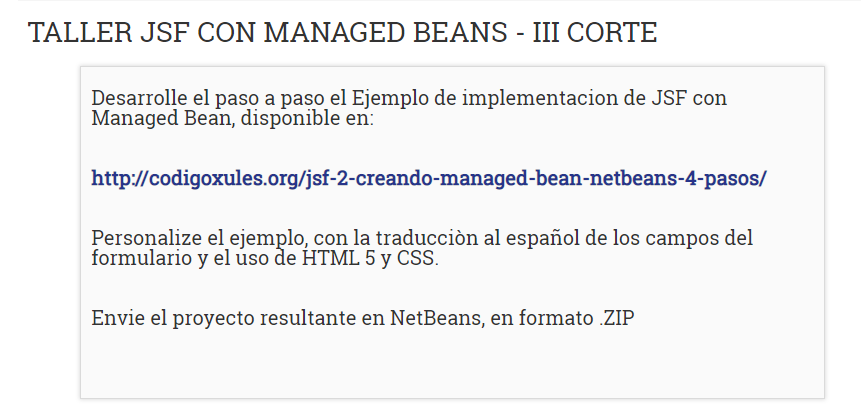 TALLER JSF CON MANAGED BEANS - III CORTE
Desarrolle el paso a paso el Ejemplo de implementacion de JSF con
Managed Bean, disponible en:
http://codigoxules.org/jsf-2-creando-managed-bean-netbeans-4-pasos/
Personalize el ejemplo, con la traducciòn al español de los campos del
formulario y el uso de HTML 5 y CSS.
Envie el proyecto resultante en NetBeans, en formato .ZIP